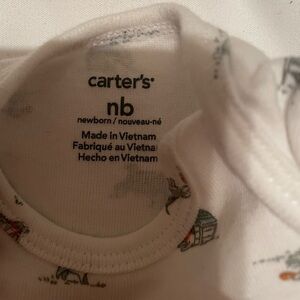 carter's
nb
newborn / nouveau-né
Made in Vietnam
Fabriqué au Vietna
Hecho en Vietnam